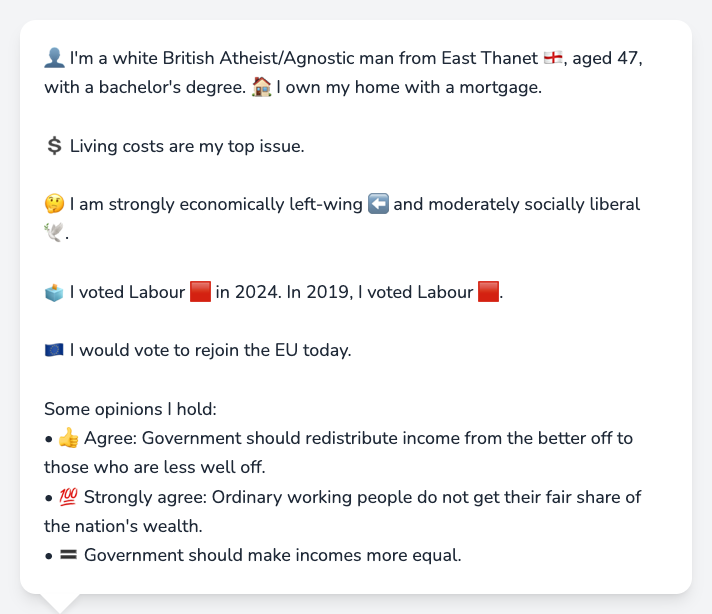 👤 I'm a white British Atheist/Agnostic man from East Thanet 🏴󠁧󠁢󠁥󠁮󠁧󠁿, aged 47,
with a bachelor's degree. 🏠 I own my home with a mortgage.
💲 Living costs are my top issue.
🤔 I am strongly economically left-wing ⬅️ and moderately socially liberal
🕊️.
🗳️ I voted Labour 🟥 in 2024. In 2019, I voted Labour 🟥.
🇪🇺 I would vote to rejoin the EU today.
Some opinions I hold:
• 👍 Agree: Government should redistribute income from the better off to
those who are less well off.
• 💯 Strongly agree: Ordinary working people do not get their fair share of
the nation's wealth.
• 🟰 Government should make incomes more equal.